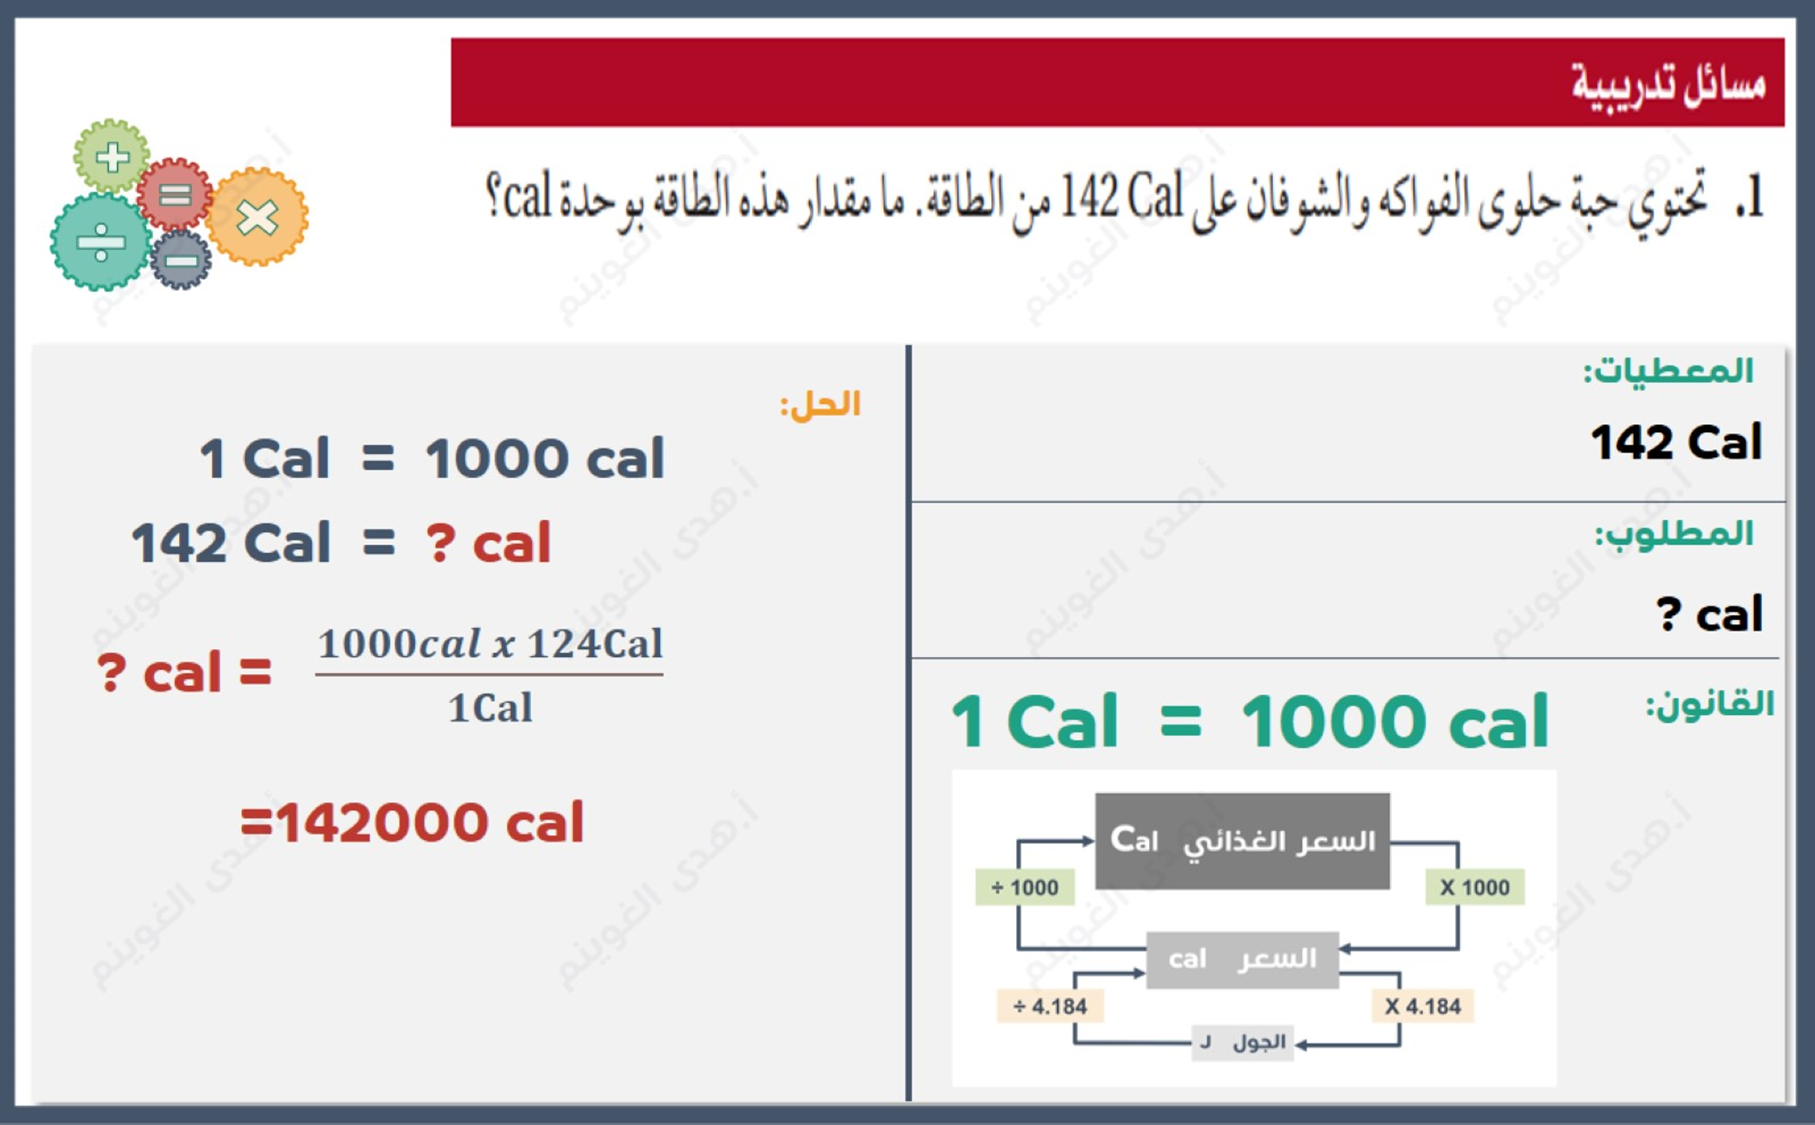 مسائل تدريبية
1. تحتوي حبة حلوى الفواكه والشوفان على 142 Cal من الطاقة. ما مقدار هذه الطاقة بوحدة cal؟
المعطيات:
142 Cal
المطلوب:
? cal
القانون:
1 Cal = 1000 cal
السعر الغذائي Cal
÷ 1000
X 1000
السعر cal
÷ 4.184
X 4.184
الجول J
الحل:
1 Cal = 1000 cal
142 Cal = ? cal
? cal = 1000cal x 124Cal
1Cal
=142000 cal
أ.هدى الغوينم